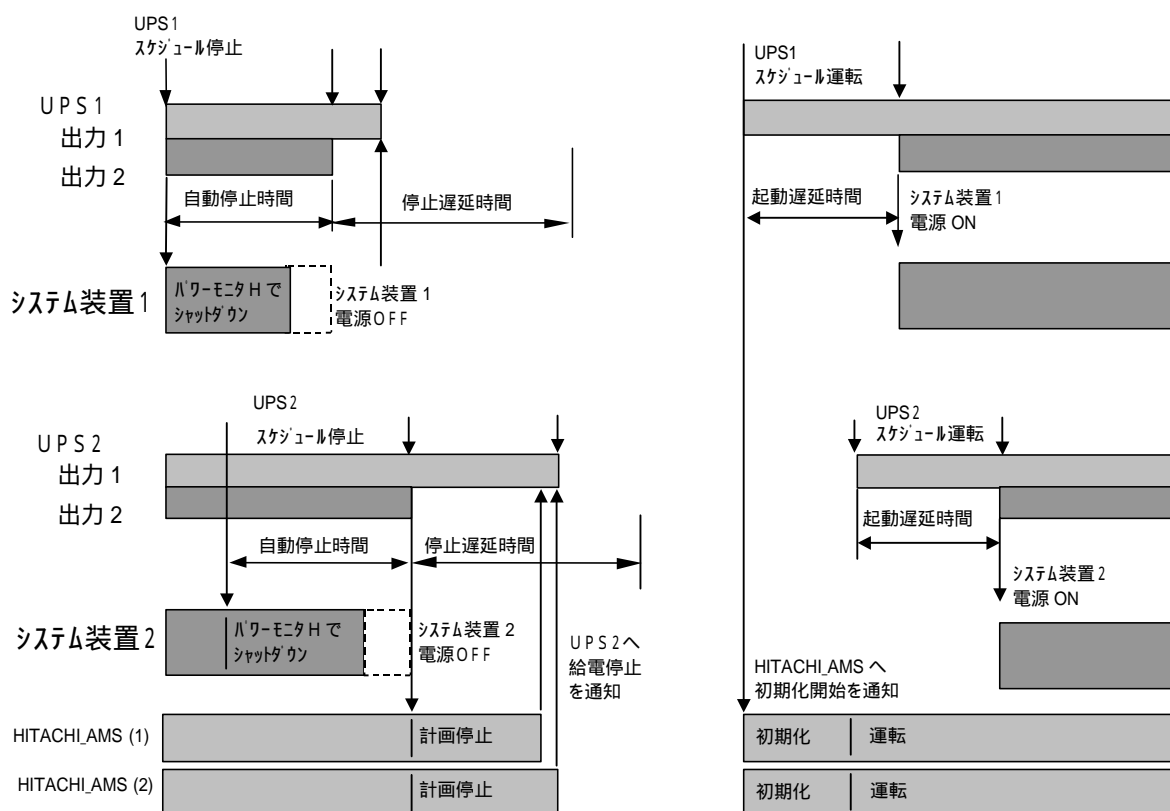 UPS1
ｽｹｼﾞｭｰﾙ停止
UPS1
出力1
出力2
自動停止時間
停止遅延時間
システム装置1
ﾊﾟﾜｰﾓﾆﾀHで
ｼｬｯﾄﾀﾞｳﾝ
ｼｽﾃﾑ装置1
電源OFF
UPS1
ｽｹｼﾞｭｰﾙ運転
起動遅延時間
ｼｽﾃﾑ装置1
電源 ON
UPS2
ｽｹｼﾞｭｰﾙ停止
UPS2
出力1
出力2
自動停止時間
停止遅延時間
システム装置2
ﾊﾟﾜｰﾓﾆﾀHで
ｼｬｯﾄﾀﾞｳﾝ
ｼｽﾃﾑ装置2
電源OFF
UPS2へ
給電停止
を通知
HITACHI_AMS (1)
計画停止
HITACHI_AMS (2)
計画停止
UPS2
ｽｹｼﾞｭｰﾙ運転
起動遅延時間
ｼｽﾃﾑ装置2
電源 ON
HITACHI_AMS へ
初期化開始を通知
初期化
運転
初期化
運転